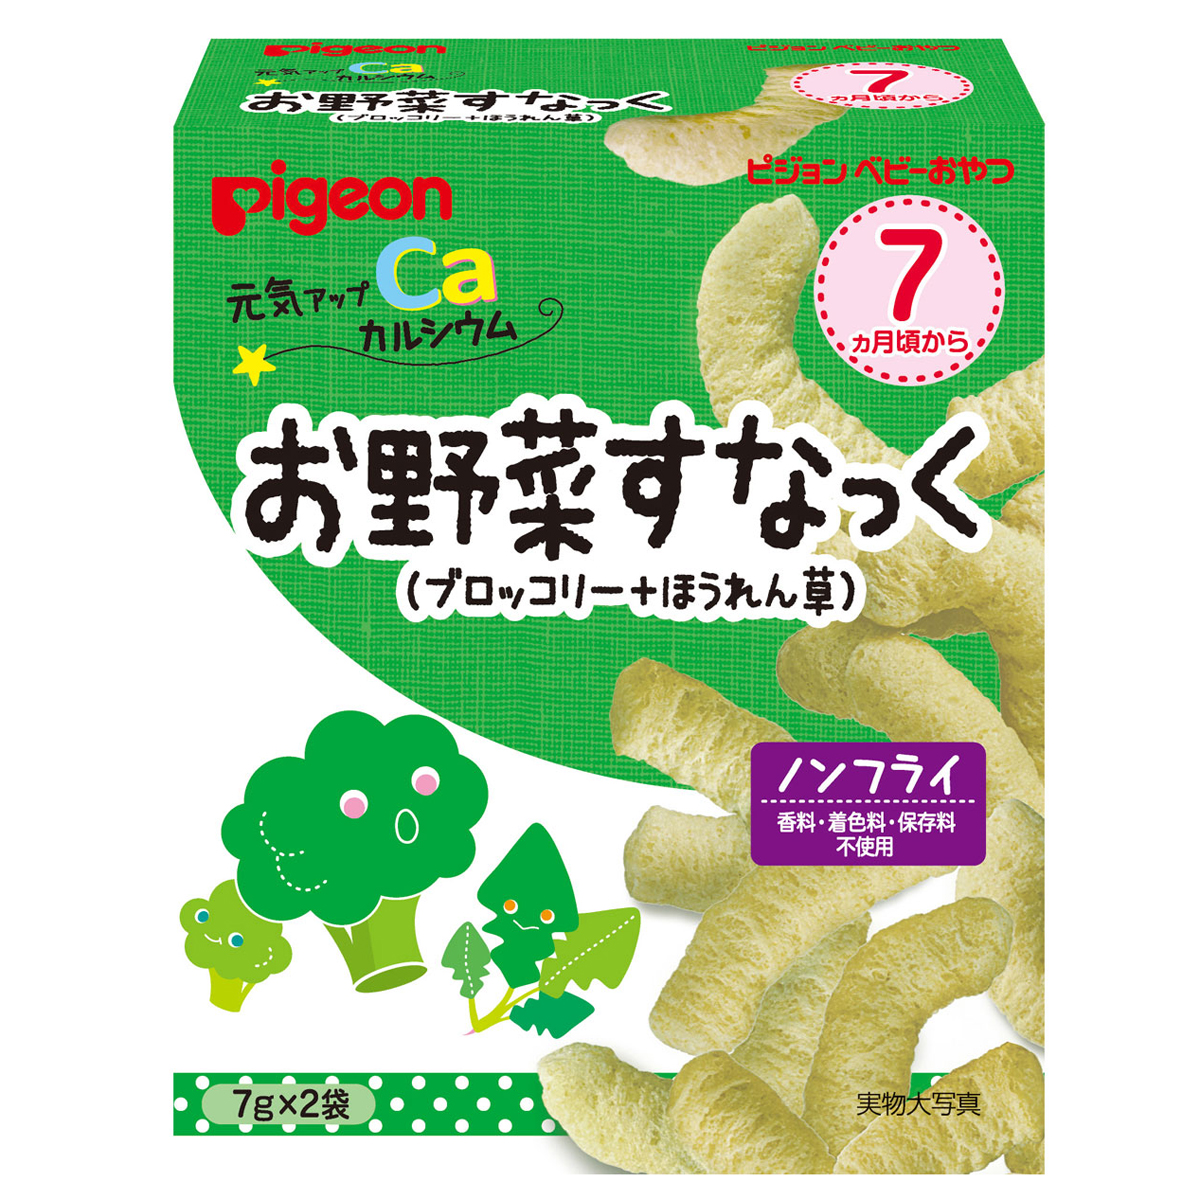 Pigeon
ピジョン ベビーおやつ
元気アップ Ca
カルシウム
7
ヵ月頃から
お野菜すなっく
(ブロッコリー+ほうれん草)
Pigeon
ピジョン ベビーおやつ
元気アップ Ca
カルシウム
7
ヵ月頃から
お野菜すなっく
(ブロッコリー+ほうれん草)
ノンフライ
香料・着色料・保存料
不使用
7g×2袋
実物大写真